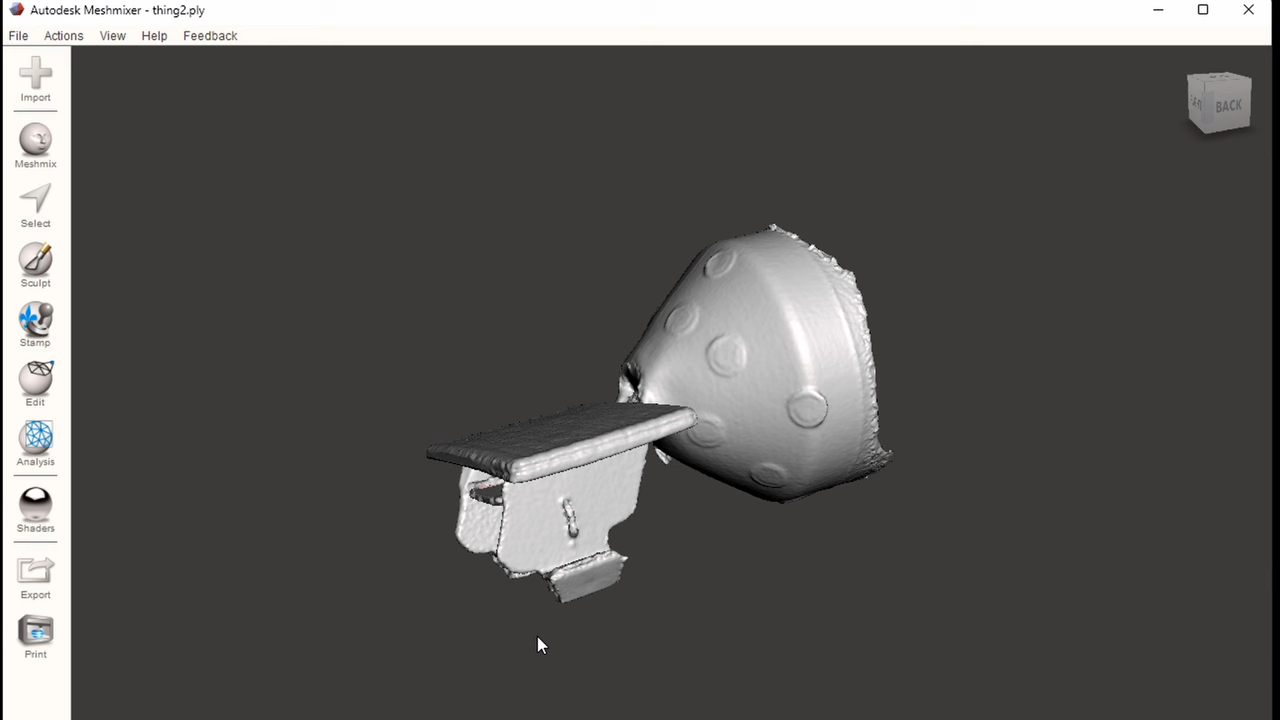 Autodesk Meshmixer - thing2.ply
File Actions View Help Feedback
Import
Meshmix
Select
Sculpt
Stamp
Edit
Analysis
Shaders
Export
Print
BACK